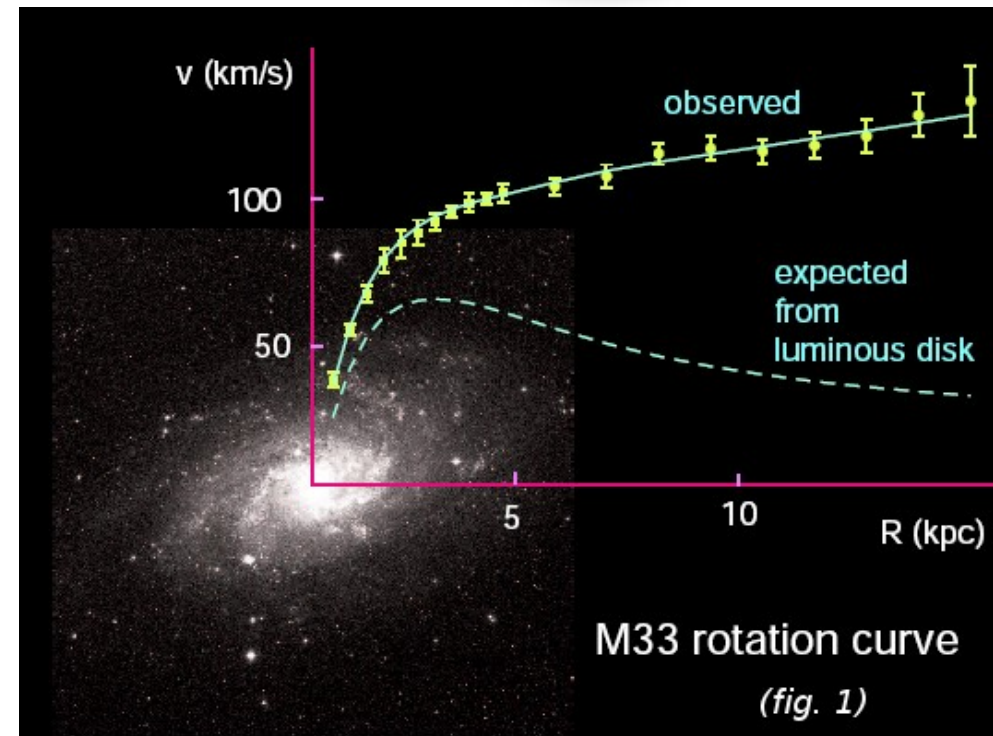 v (km/s)
observed
100
expected
from
luminous disk
50
5
10
R (kpc)
M33 rotation curve
(fig. 1)